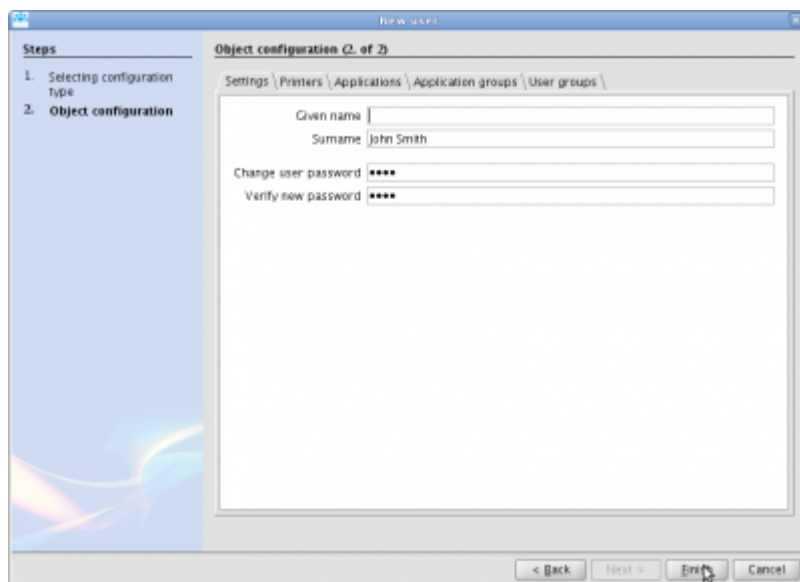 New user
Steps
1. Selecting configuration
type
2. Object configuration
Object configuration (2. of 2)
Settings Printers Applications Application groups User groups
Given name
Surname John Smith
Change user password ••••
Verify new password ••••
< Back Next > Finish Cancel